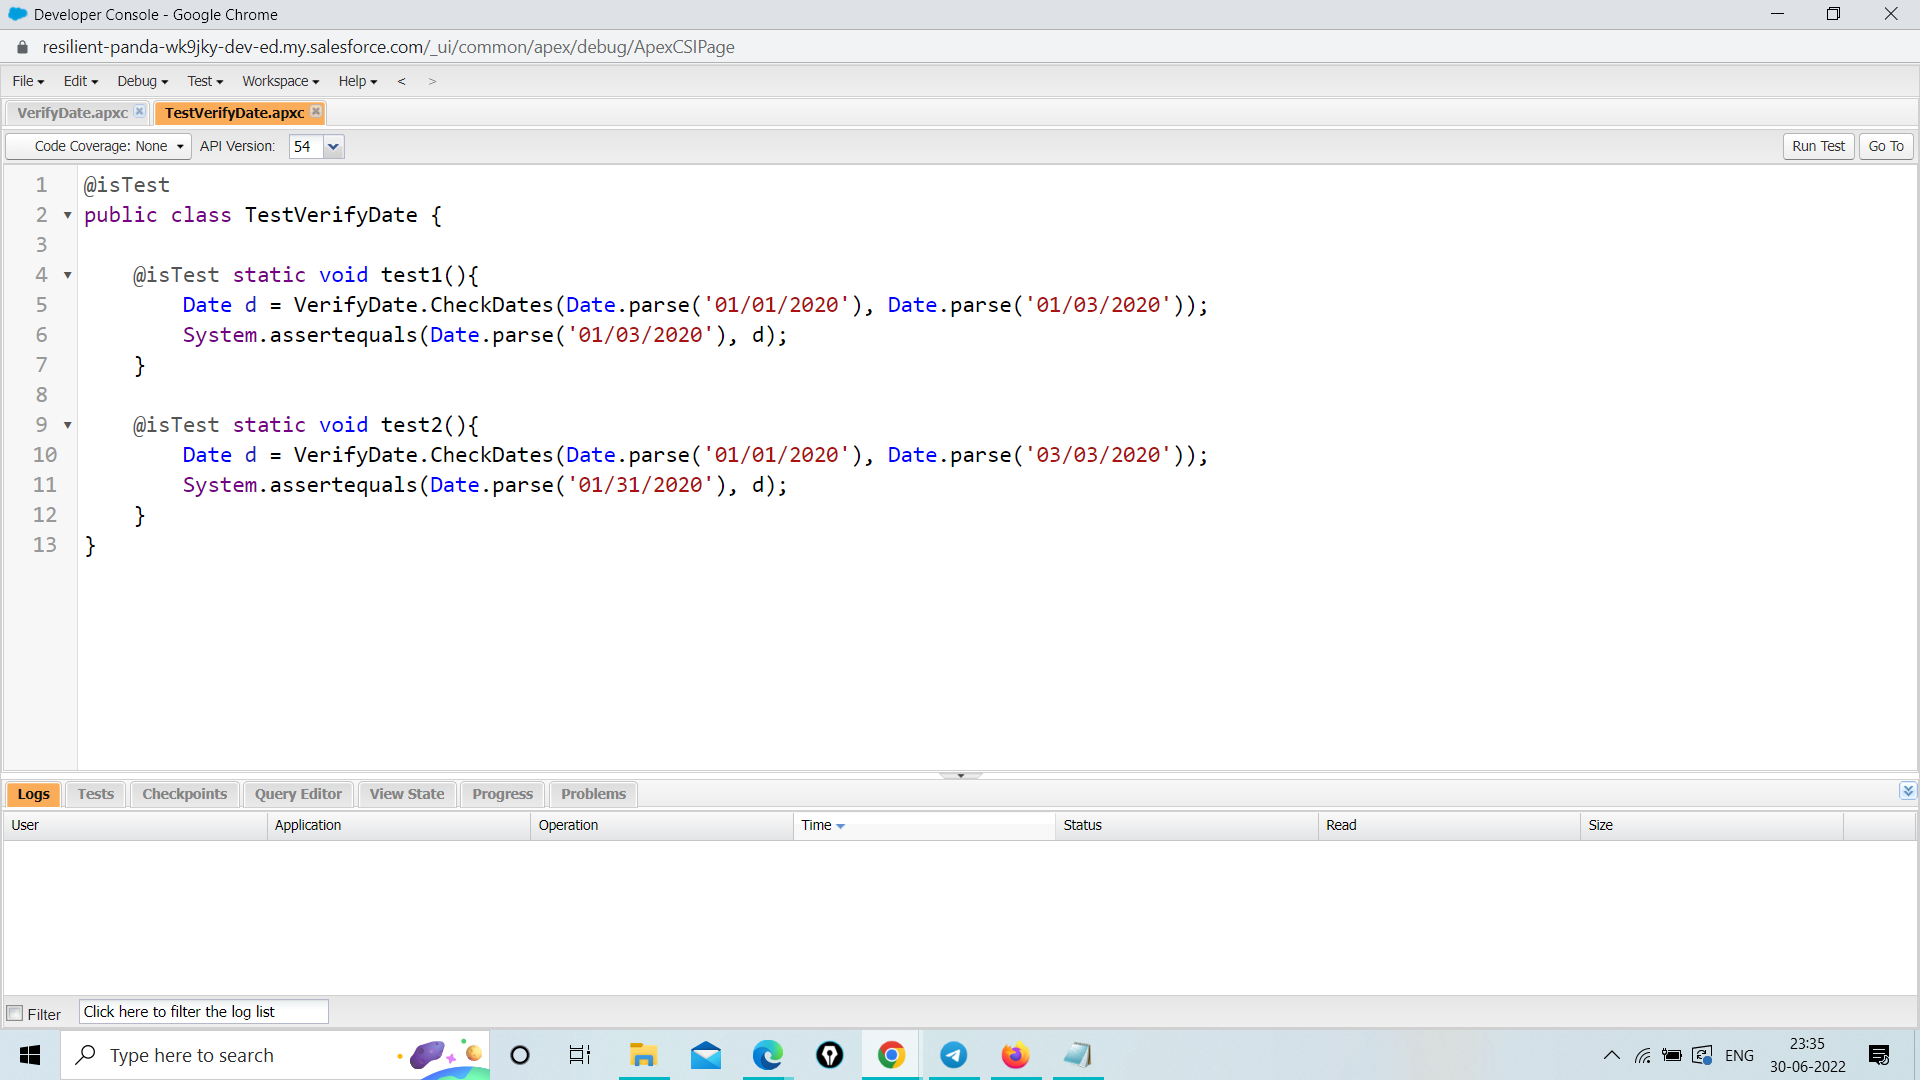 Developer Console - Google Chrome
resilient-panda-wk9jky-dev-ed.my.salesforce.com/_ui/common/apex/debug/ApexCSIPage
File Edit Debug Test Workspace Help < >
VerifyDate.apxc TestVerifyDate.apxc
Code Coverage: None API Version: 54 Run Test Go To
1 @isTest
2 public class TestVerifyDate {
3
4 @isTest static void test1(){
5 Date d = VerifyDate.CheckDates(Date.parse('01/01/2020'), Date.parse('01/03/2020'));
6 System.assertequals(Date.parse('01/03/2020'), d);
7 }
8
9 @isTest static void test2(){
10 Date d = VerifyDate.CheckDates(Date.parse('01/01/2020'), Date.parse('03/03/2020'));
11 System.assertequals(Date.parse('01/31/2020'), d);
12 }
13 }
Logs Tests Checkpoints Query Editor View State Progress Problems
User Application Operation Time Status Read Size
Filter Click here to filter the log list
Type here to search ENG 23:35
30-06-2022